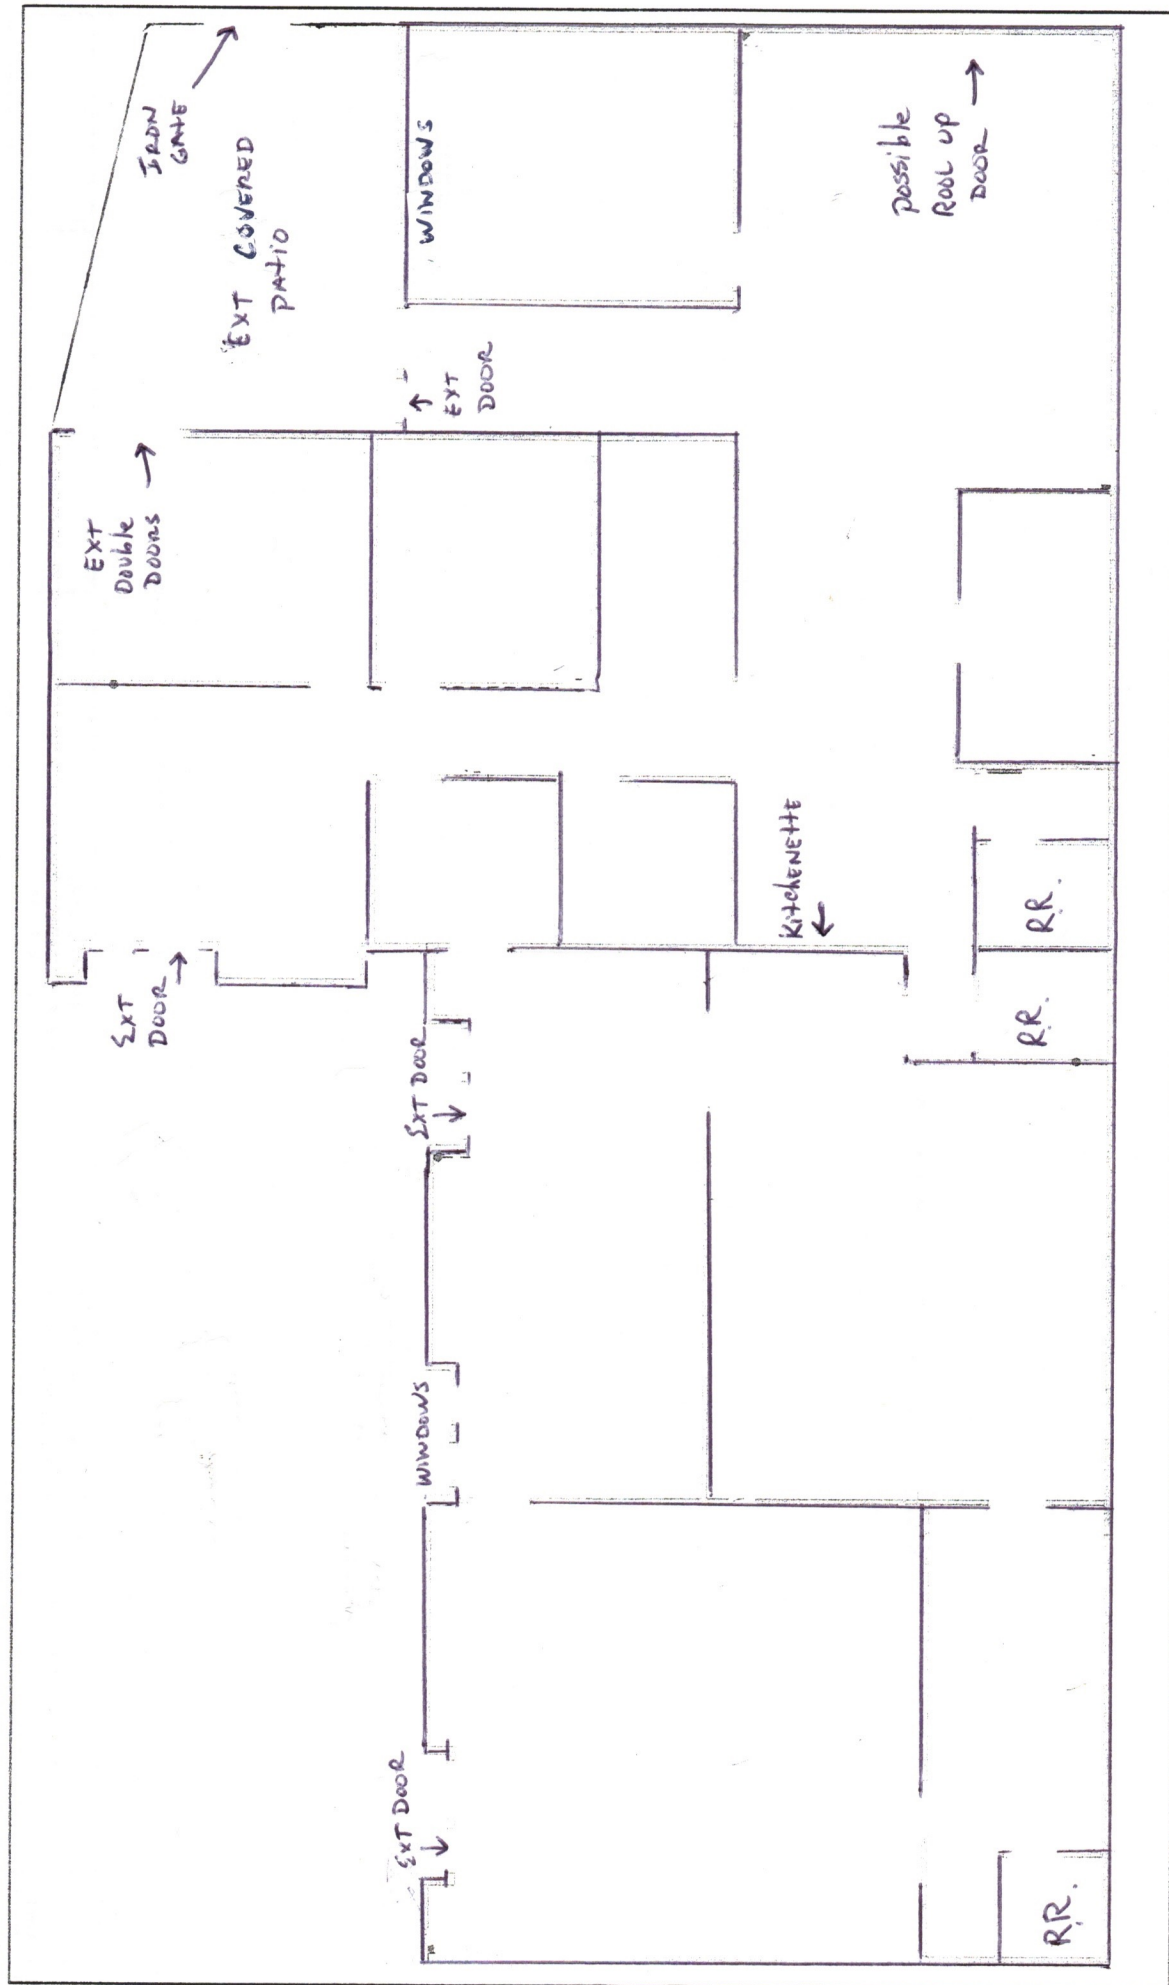 IRON
GATE
EXT COVERED
PATIO
WINDOWS
POSSIBLE
ROOL UP
DOOR
EXT
DOOR
EXT
DOUBLE
DOORS
KITCHENETTE
R.R.
R.R.
EXT
DOOR
EXT DOOR
WINDOWS
EXT DOOR
R.R.